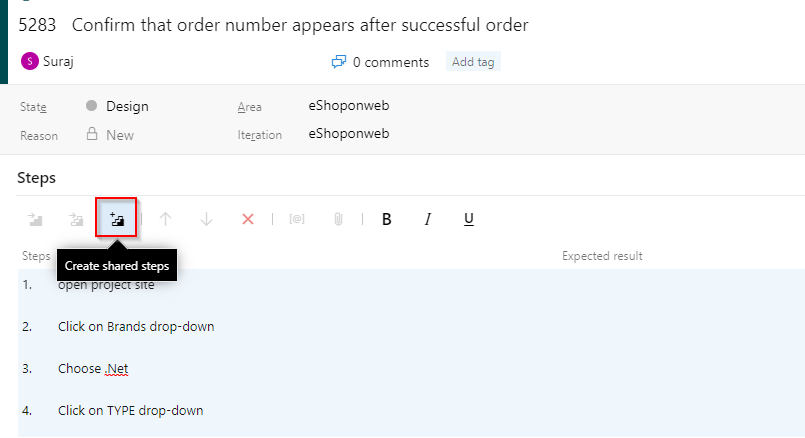 5283 Confirm that order number appears after successful order
S Suraj 0 comments Add tag
State Design Area eShoponweb
Reason New Iteration eShoponweb
Steps
[@] B I U
Steps Expected result
Create shared steps
1. open project site
2. Click on Brands drop-down
3. Choose .Net
4. Click on TYPE drop-down